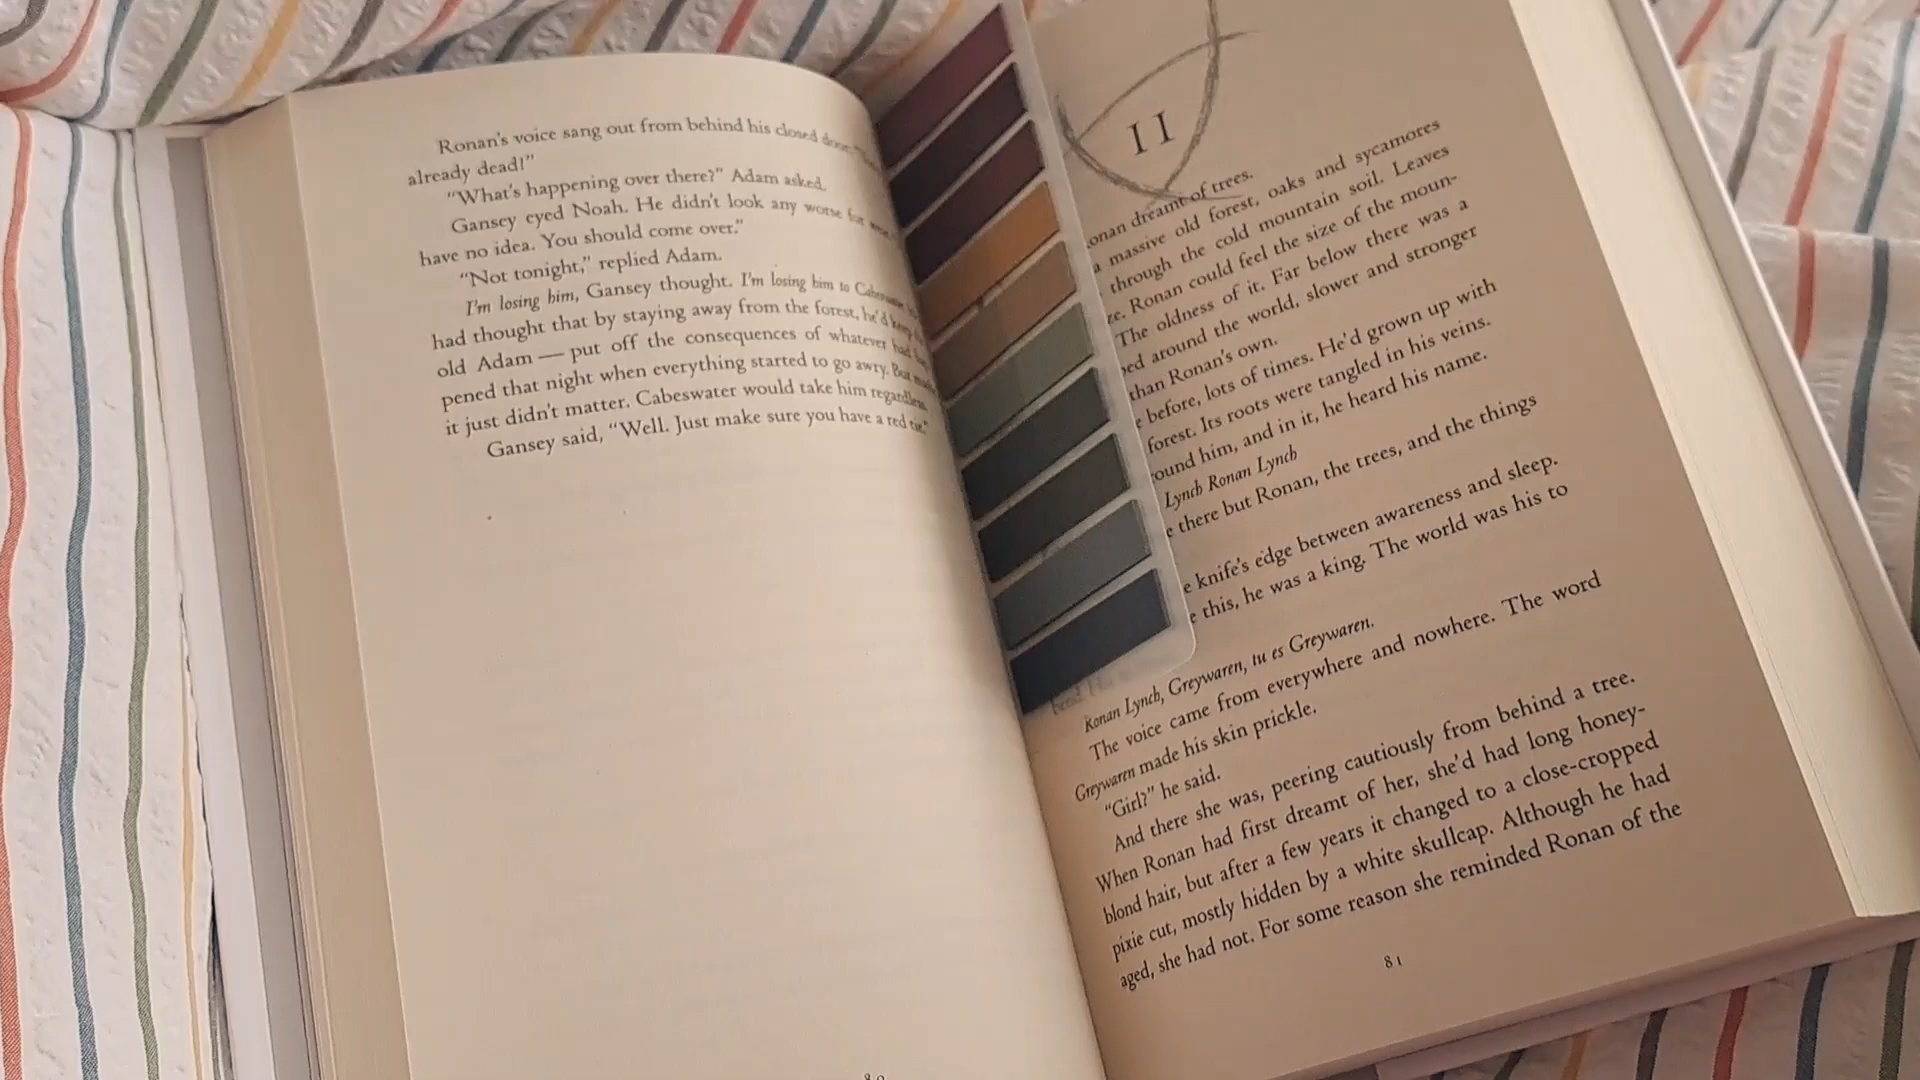 Ronan's voice sang out from behind his closed door.
already dead!"
"What's happening over there?" Adam asked.
Gansey eyed Noah. He didn't look any worse for
have no idea. You should come over."
"Not tonight," replied Adam.
I'm losing him, Gansey thought. I'm losing him to Cabeswater.
had thought that by staying away from the forest, he'd keep
old Adam — put off the consequences of whatever had
pened that night when everything started to go awry. But
it just didn't matter. Cabeswater would take him regardless.
Gansey said, "Well. Just make sure you have a red tie."
80
II
onan dreamt of trees.
a massive old forest, oaks and sycamores
through the cold mountain soil. Leaves
ze. Ronan could feel the size of the moun-
The oldness of it. Far below there was a
ped around the world, slower and stronger
than Ronan's own.
e before, lots of times. He'd grown up with
forest. Its roots were tangled in his veins.
ound him, and in it, he heard his name.
Lynch Ronan Lynch
e there but Ronan, the trees, and the things
e knife's edge between awareness and sleep.
e this, he was a king. The world was his to
Ronan Lynch, Greywaren, tu es Greywaren.
The voice came from everywhere and nowhere. The word
Greywaren made his skin prickle.
"Girl?" he said.
And there she was, peering cautiously from behind a tree.
When Ronan had first dreamt of her, she'd had long honey-
blond hair, but after a few years it changed to a close-cropped
pixie cut, mostly hidden by a white skullcap. Although he had
aged, she had not. For some reason she reminded Ronan of the
81